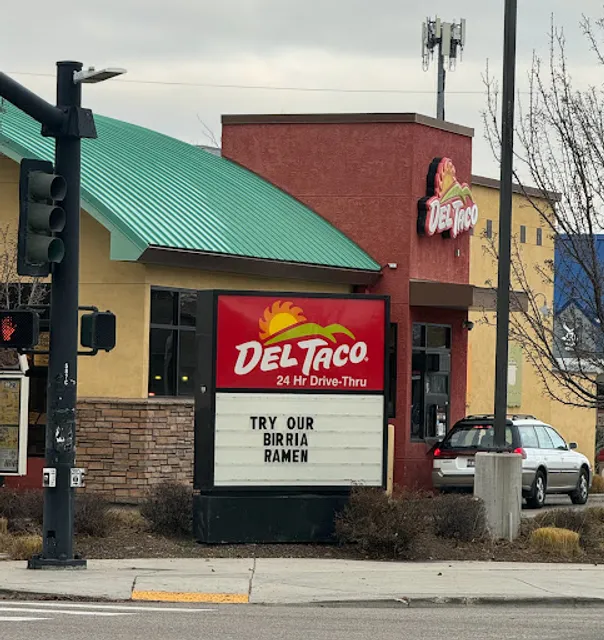 DEL TACO
DEL TACO
24 Hr Drive-Thru
TRY OUR
BIRRIA
RAMEN